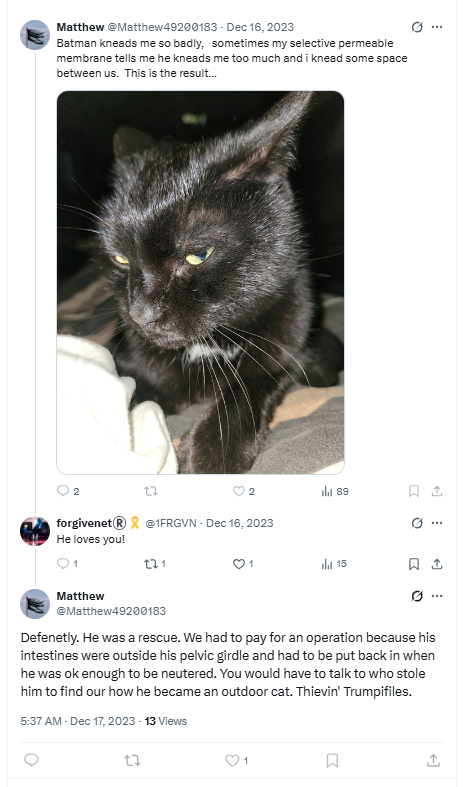 Matthew @Matthew49200183 · Dec 16, 2023
Batman kneads me so badly, sometimes my selective permeable
membrane tells me he kneads me too much and i knead some space
between us. This is the result...
2 2 89
forgivenet®🎗 @1FRGVN · Dec 16, 2023
He loves you!
1 1 1 15
Matthew
@Matthew49200183
Defenetly. He was a rescue. We had to pay for an operation because his
intestines were outside his pelvic girdle and had to be put back in when
he was ok enough to be neutered. You would have to talk to who stole
him to find our how he became an outdoor cat. Thievin' Trumpifiles.
5:37 AM · Dec 17, 2023 · 13 Views
1